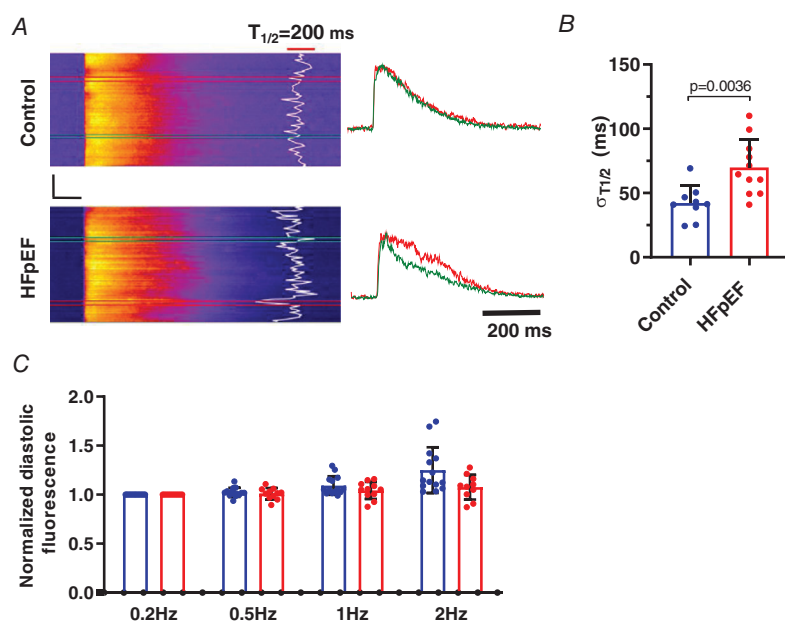 A
T1/2=200 ms
Control
HFpEF
200 ms
B
σT1/2 (ms)
150
100
50
0
p=0.0036
Control
HFpEF
C
Normalized diastolic
fluorescence
2.0
1.5
1.0
0.5
0.0
0.2Hz 0.5Hz 1Hz 2Hz